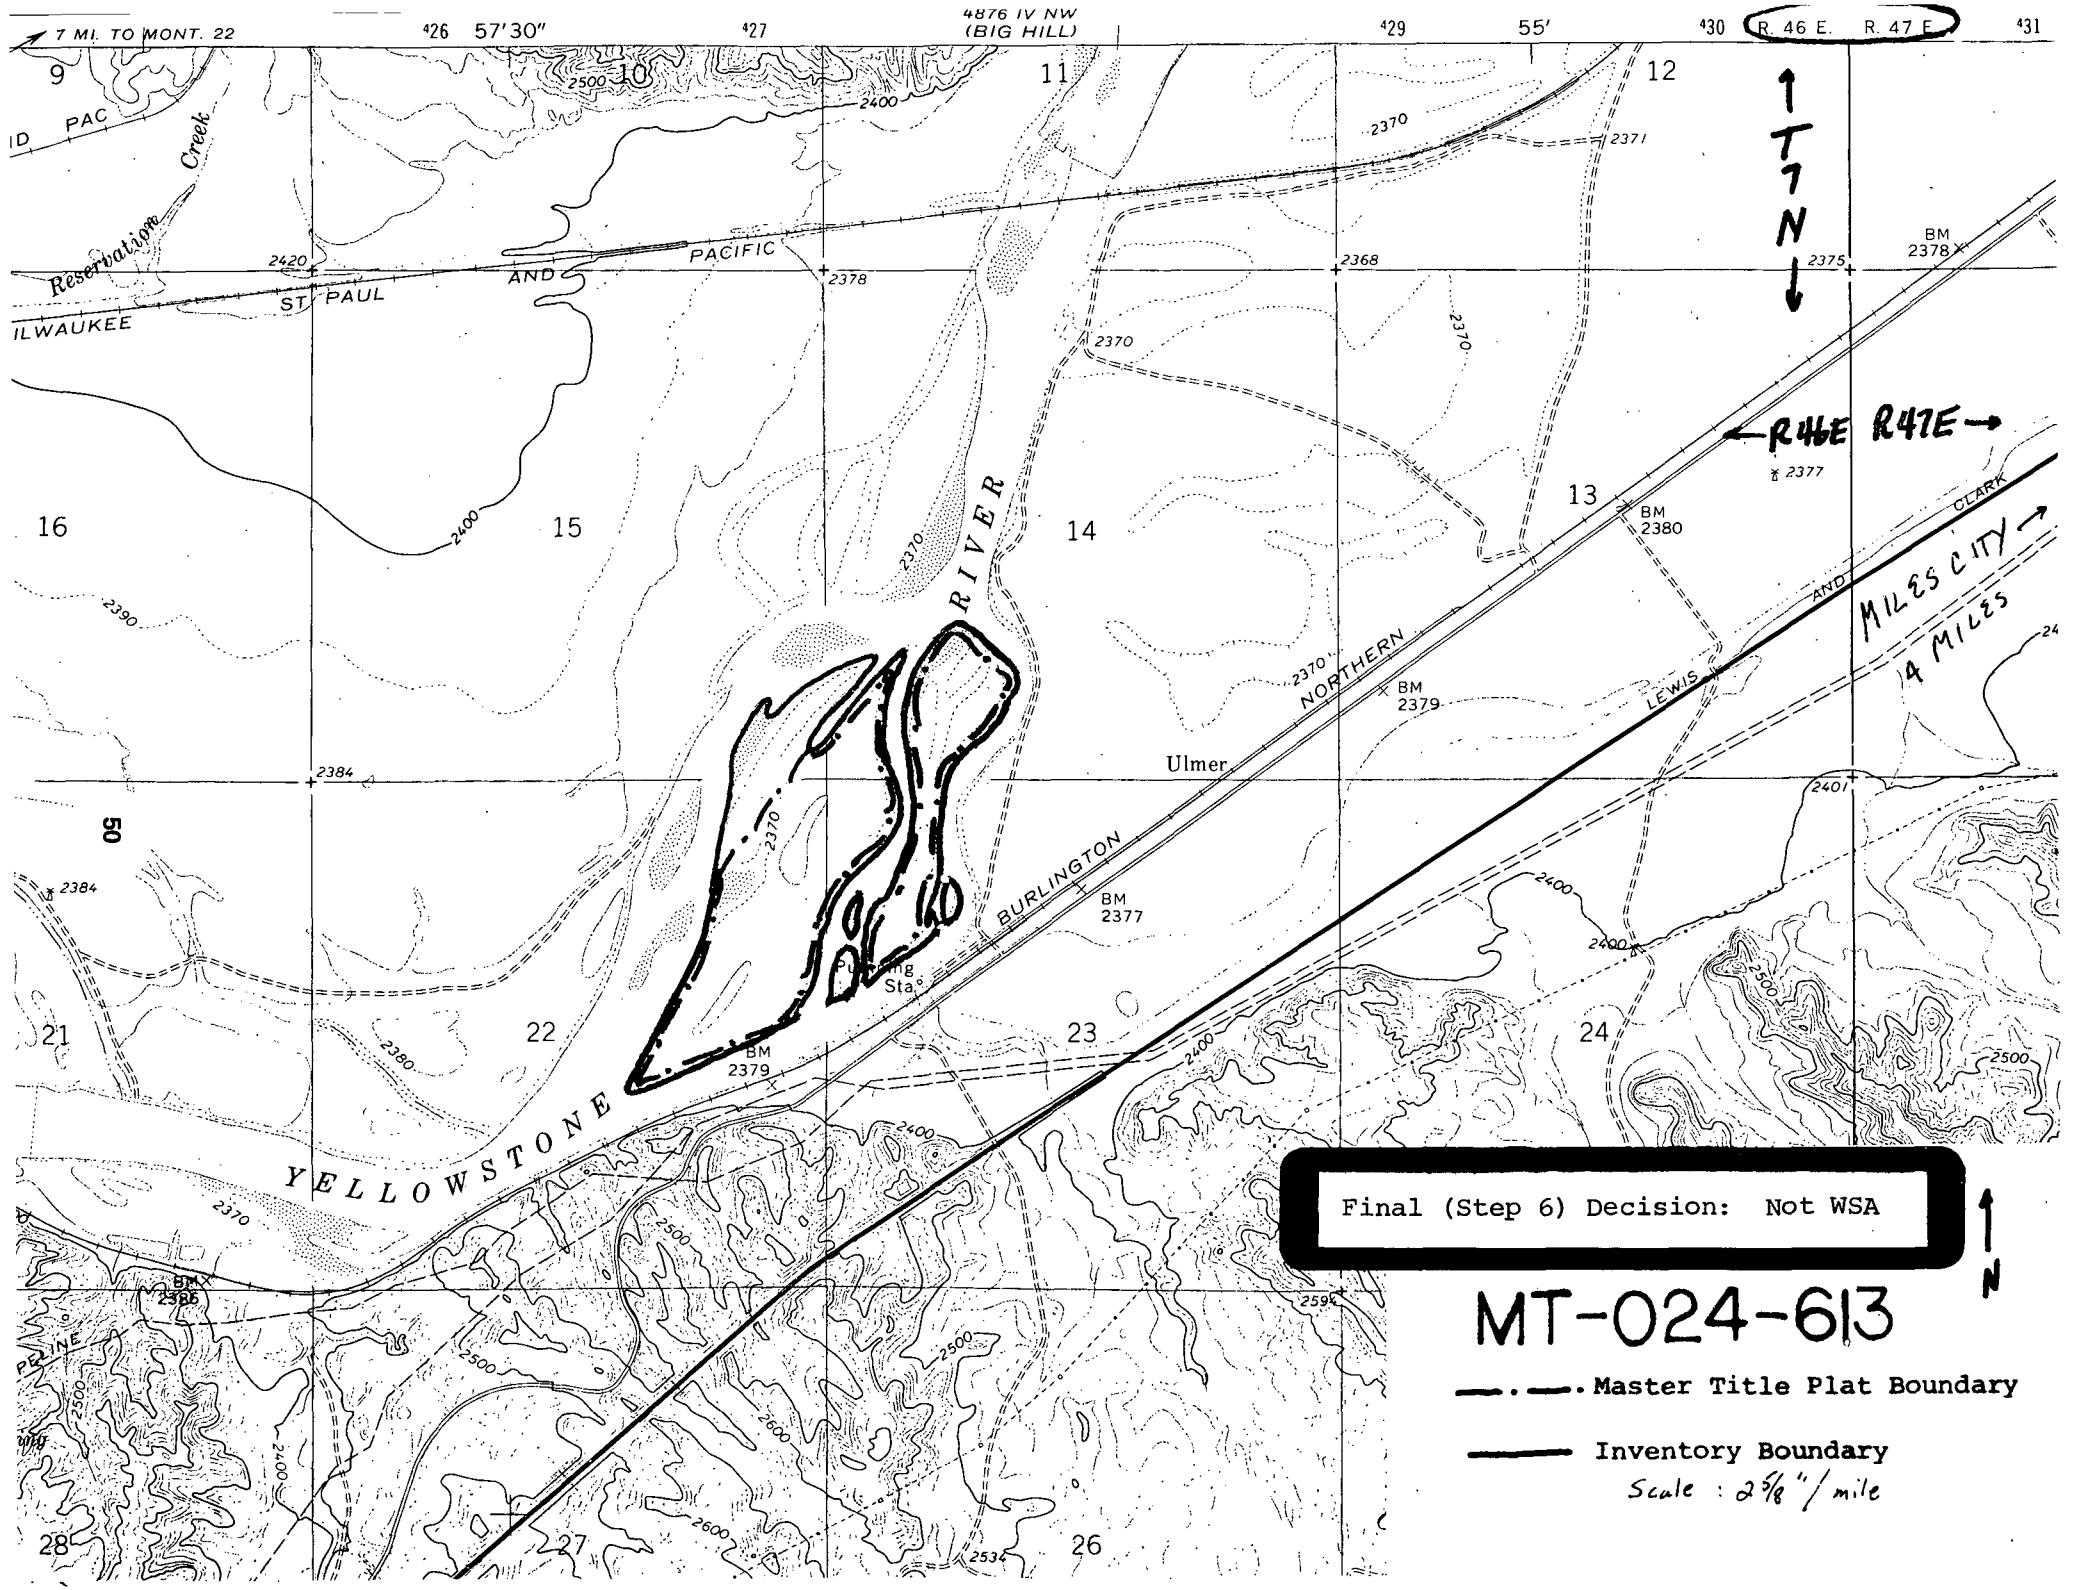 4876 IV NW
7 MI. TO MONT. 22
⁴26 57'30" ⁴27 (BIG HILL) ⁴29 55' ⁴30 R. 46 E. R. 47 E. ⁴31
9 10 11 12
2500
2400
PAC
Creek
2370
2371
T
7
N
Reservation
BM
2378
2420
PACIFIC
AND
2378
2368
2375
ST. PAUL
ILWAUKEE
2370
2370
←R46E R47E→
2377
16 15 14 13
RIVER
2400
2370
BM
2380
CLARK
AND
MILES CITY →
4 MILES
2390
2370
NORTHERN
BM
2379
LEWIS
24
2384
Ulmer
2401
50
2370
2384
BURLINGTON
BM
2377
2400
2400
2500
Sta.
21 22 23 24
2380
BM
2379
2400
2500
2400
YELLOWSTONE
2370
2500
BM
2386
PELINE
2594
2500
2500
2500
2600
2400
2600
2534
28 27 26
Final (Step 6) Decision: Not WSA
N
MT-024-613
Master Title Plat Boundary
Inventory Boundary
Scale : 2 5/8" / mile